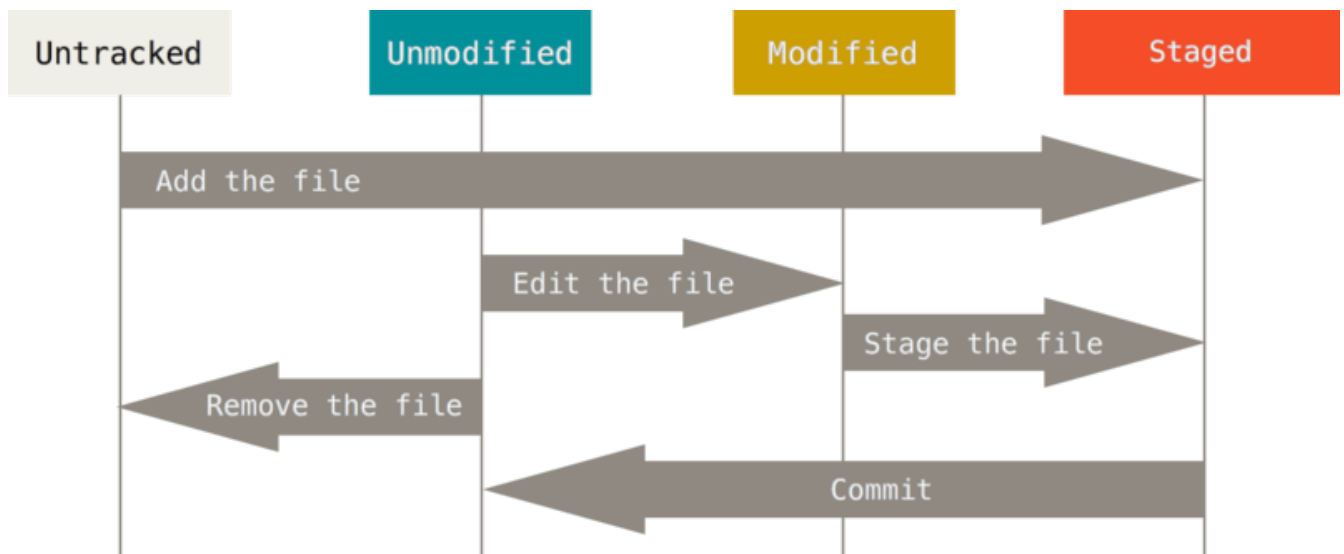 Untracked
Unmodified
Modified
Staged
Add the file
Edit the file
Stage the file
Remove the file
Commit